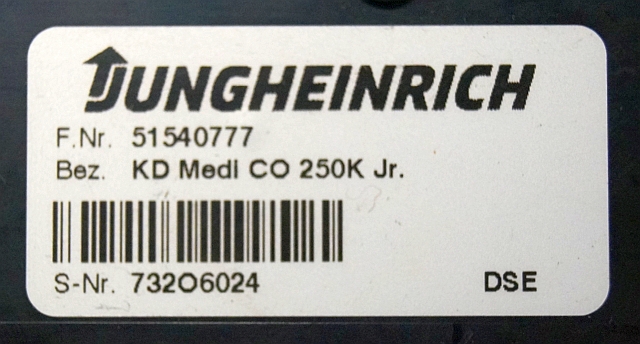 JUNGHEINRICH
F.Nr. 51540777
Bez. KD Medl CO 250K Jr.
S-Nr. 73206024 DSE